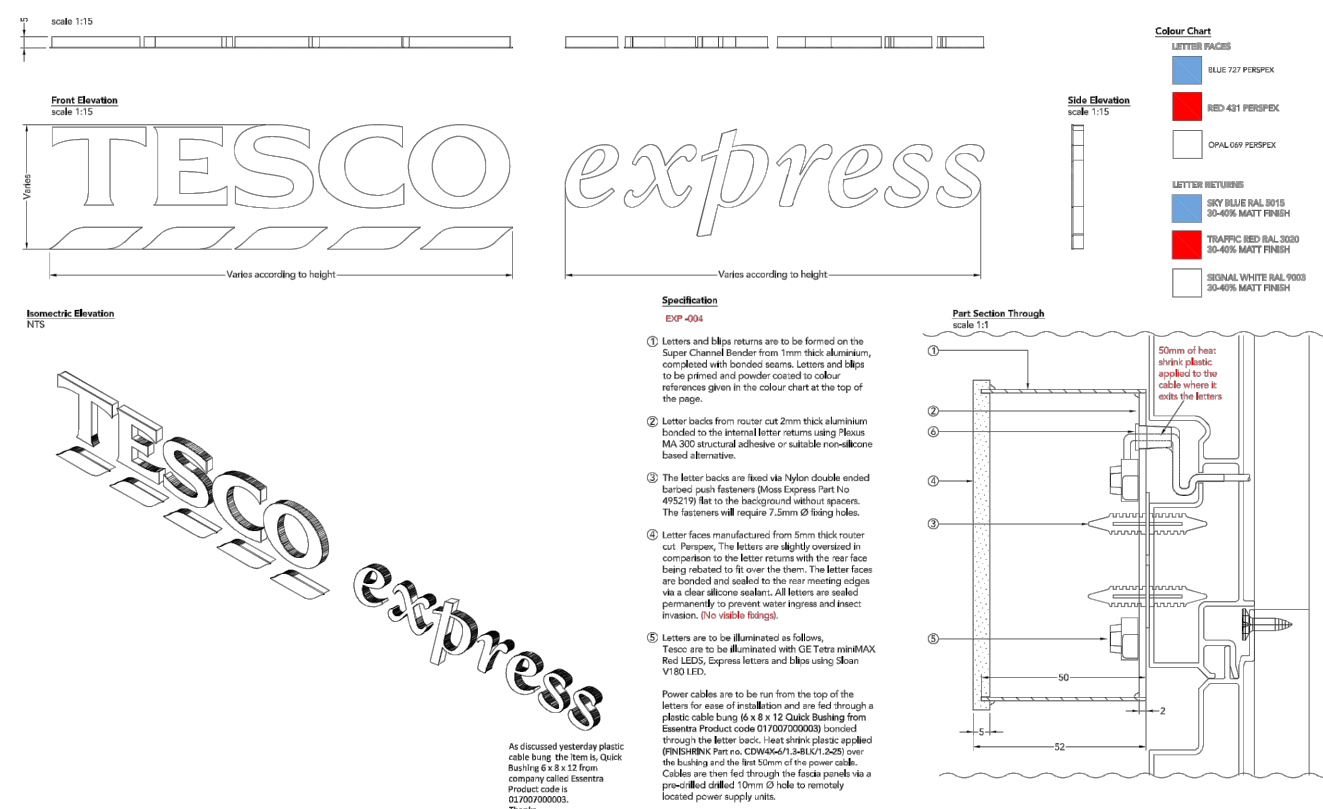 5
scale 1:15
Front Elevation
scale 1:15
Varies
TESCO
express
Varies according to height
Varies according to height
Side Elevation
scale 1:15
Colour Chart
LETTER FACES
BLUE 727 PERSPEX
RED 431 PERSPEX
OPAL 069 PERSPEX
LETTER RETURNS
SKY BLUE RAL 5015
30-40% MATT FINISH
TRAFFIC RED RAL 3020
30-40% MATT FINISH
SIGNAL WHITE RAL 9003
30-40% MATT FINISH
Isometric Elevation
NTS
TESCO
express
As discussed yesterday plastic
cable bung the item is, Quick
Bushing 6 x 8 x 12 from
company called Essentra
Product code is
017007000003.
Thanks
Specification
EXP -004
1 Letters and blips returns are to be formed on the
Super Channel Bender from 1mm thick aluminium,
completed with bonded seams. Letters and blips
to be primed and powder coated to colour
references given in the colour chart at the top of
the page.
2 Letter backs from router cut 2mm thick aluminium
bonded to the internal letter returns using Plexus
MA 300 structural adhesive or suitable non-silicone
based alternative.
3 The letter backs are fixed via Nylon double ended
barbed push fasteners (Moss Express Part No
495219) flat to the background without spacers.
The fasteners will require 7.5mm Ø fixing holes.
4 Letter faces manufactured from 5mm thick router
cut Perspex, The letters are slightly oversized in
comparison to the letter returns with the rear face
being rebated to fit over the them. The letter faces
are bonded and sealed to the rear meeting edges
via a clear silicone sealant. All letters are sealed
permanently to prevent water ingress and insect
invasion. (No visible fixings).
5 Letters are to be illuminated as follows,
Tesco are to be illuminated with GE Tetra miniMAX
Red LEDS, Express letters and blips using Sloan
V180 LED.
Power cables are to be run from the top of the
letters for ease of installation and are fed through a
plastic cable bung (6 x 8 x 12 Quick Bushing from
Essentra Product code 017007000003) bonded
through the letter back. Heat shrink plastic applied
(FINISHRINK Part no. CDW4X-6/1.3-BLK/1.2-25) over
the bushing and the first 50mm of the power cable.
Cables are then fed through the fascia panels via a
pre-drilled drilled 10mm Ø hole to remotely
located power supply units.
Part Section Through
scale 1:1
50mm of heat
shrink plastic
applied to the
cable where it
exits the letters
1
2
6
4
3
5
50
2
5
52